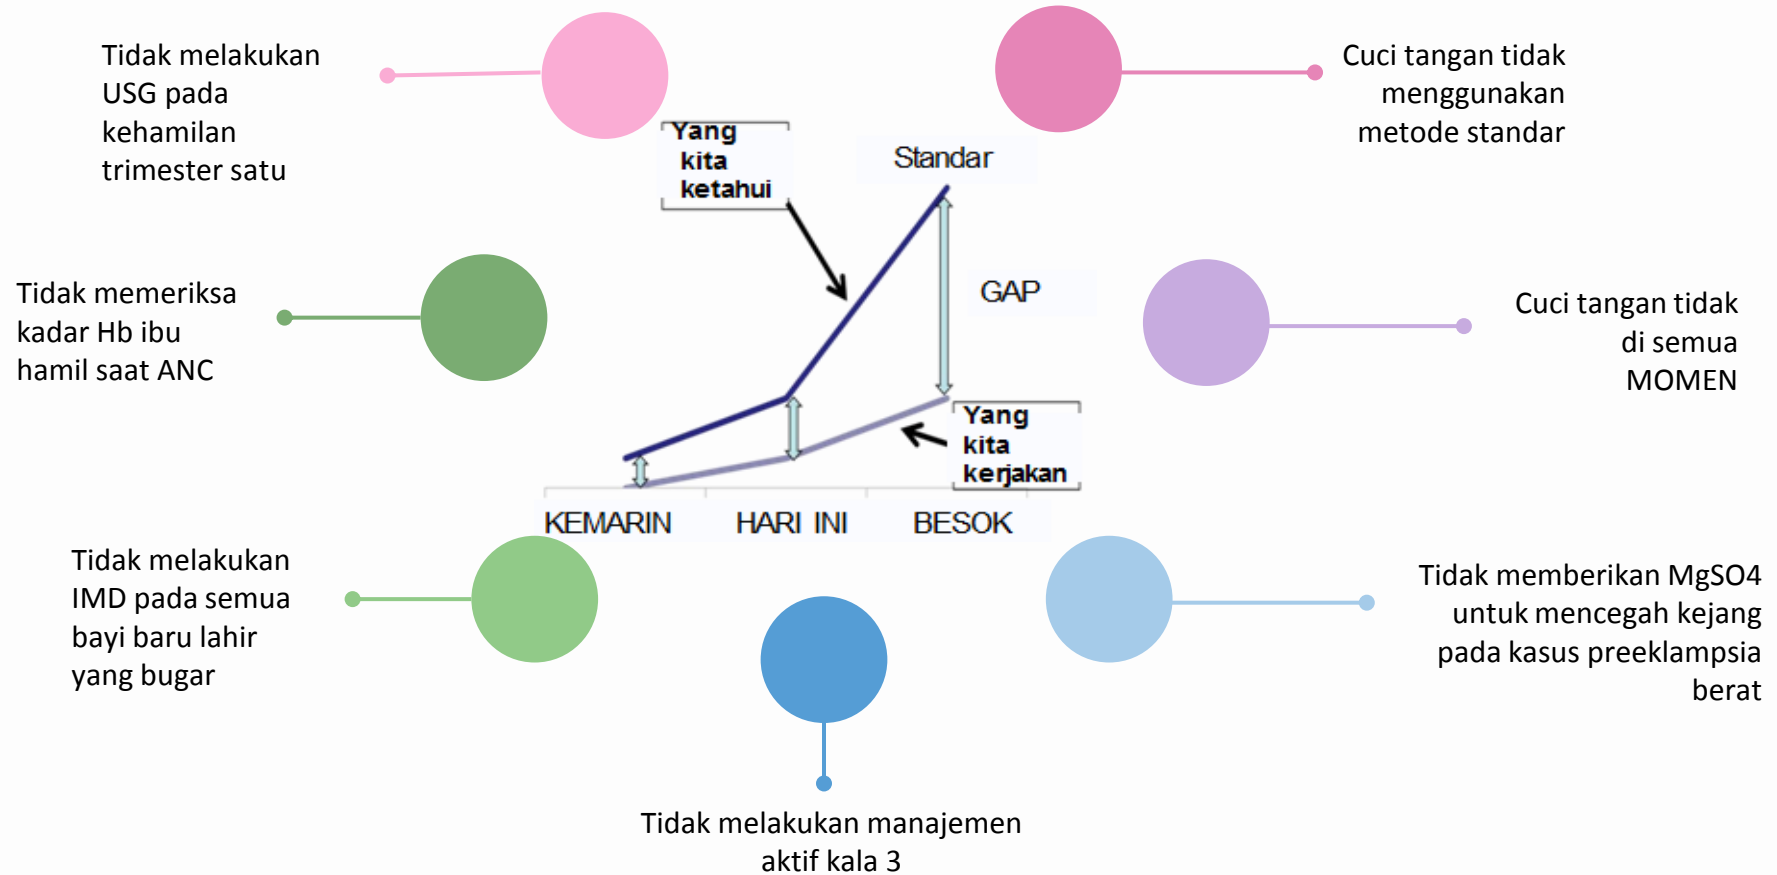 Tidak melakukan
USG pada
kehamilan
trimester satu
Cuci tangan tidak
menggunakan
metode standar
Yang
kita
ketahui
Standar
Tidak memeriksa
kadar Hb ibu
hamil saat ANC
GAP
Cuci tangan tidak
di semua
MOMEN
Yang
kita
kerjakan
KEMARIN HARI INI BESOK
Tidak melakukan
IMD pada semua
bayi baru lahir
yang bugar
Tidak memberikan MgSO4
untuk mencegah kejang
pada kasus preeklampsia
berat
Tidak melakukan manajemen
aktif kala 3